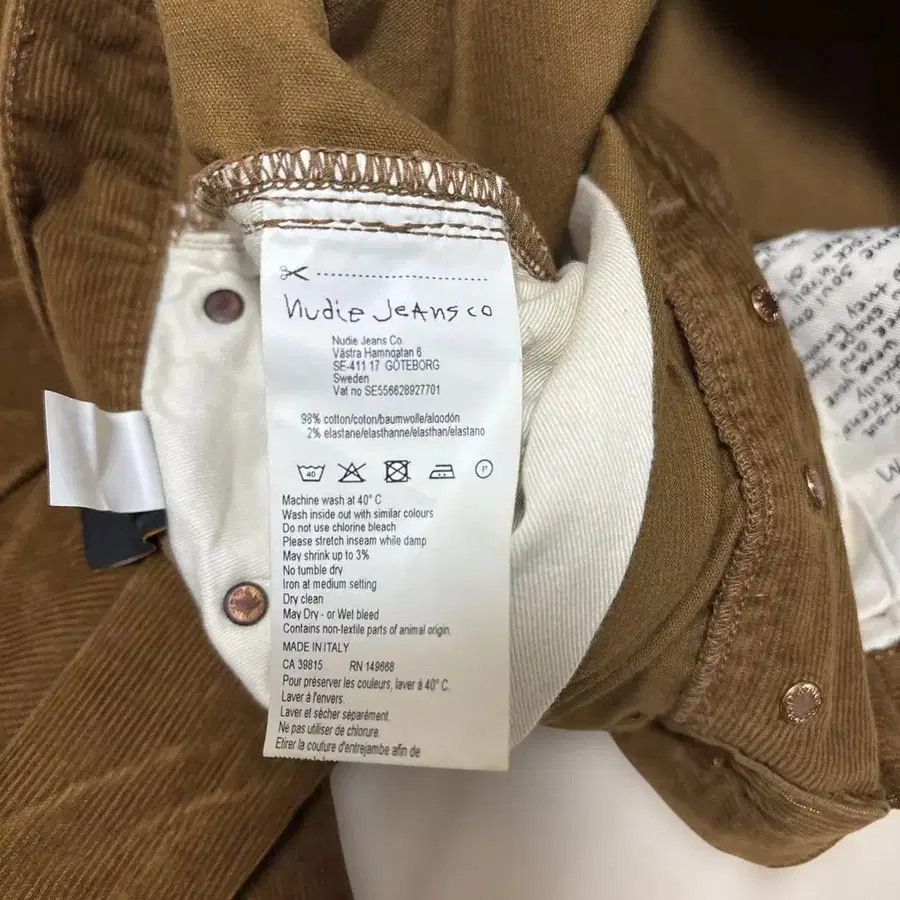 nudie jeans co
Nudie Jeans Co.
Västra Hamngatan 6
SE-411 17 GÖTEBORG
Sweden
Vat no SE556628927701
98% cotton/coton/baumwolle/algodón
2% elastane/elasthanne/elasthan/elastano
40
P
Machine wash at 40° C
Wash inside out with similar colours
Do not use chlorine bleach
Please stretch inseam while damp
May shrink up to 3%
No tumble dry
Iron at medium setting
Dry clean
May Dry - or Wet bleed
Contains non-textile parts of animal origin.
MADE IN ITALY
CA 39815 RN 149668
Pour préserver les couleurs, laver à 40° C.
Laver à l'envers.
Laver et sécher séparément.
Ne pas utiliser de chlorure.
Etirer la couture d'entrejambe afin de